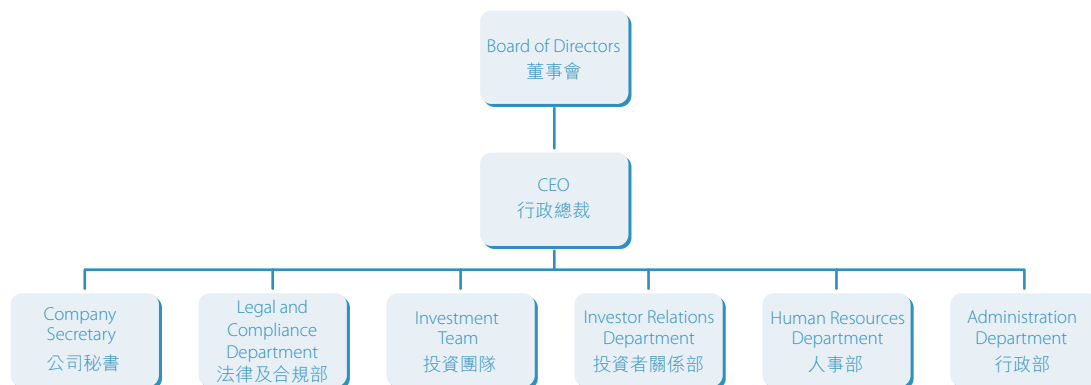 Board of Directors
董事會
CEO
行政總裁
Company
Secretary
公司秘書
Legal and
Compliance
Department
法律及合規部
Investment
Team
投資團隊
Investor Relations
Department
投資者關係部
Human Resources
Department
人事部
Administration
Department
行政部